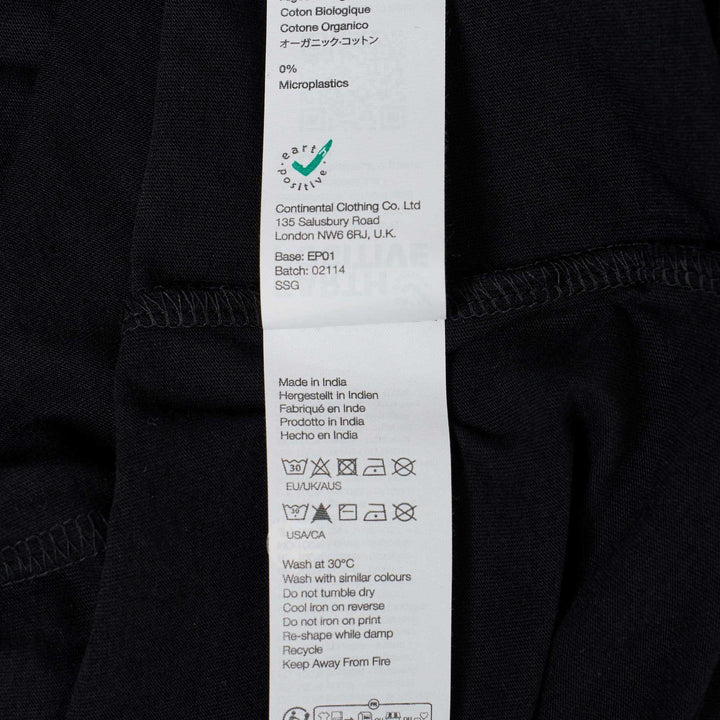 Coton Biologique
Cotone Organico
オーガニック・コットン
0%
Microplastics
earth
positive
Continental Clothing Co. Ltd
135 Salusbury Road
London NW6 6RJ, U.K.
Base: EP01
Batch: 02114
SSG
Made in India
Hergestellt in Indien
Fabriqué en Inde
Prodotto in India
Hecho en India
30
EU/UK/AUS
30
USA/CA
Wash at 30°C
Wash with similar colours
Do not tumble dry
Cool iron on reverse
Do not iron on print
Re-shape while damp
Recycle
Keep Away From Fire
FR